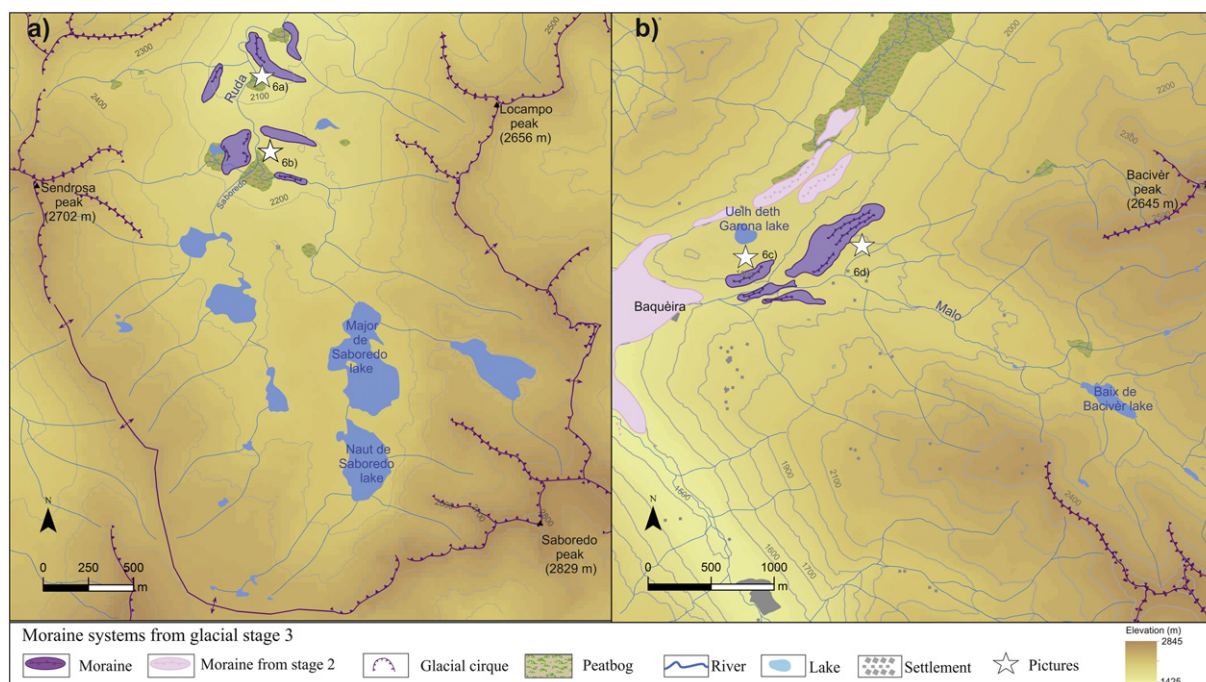 a)
2300
2400
2500
Ruda
6a)
2100
Locampo
peak
(2656 m)
6b)
Saboredo
2200
Sendrosa
peak
(2702 m)
Major
de
Saboredo
lake
Naut de
Saboredo
lake
N
Saboredo
peak
(2829 m)
0 250 500
m
b)
2000
2200
2300
Bacivèr
peak
(2645 m)
Uelh deth
Garona lake
6c)
6d)
Baquèira
Malo
Baix de
Bacivèr lake
1900
2100
2400
1500
1600
1700
N
0 500 1000
m
Moraine systems from glacial stage 3
Moraine
Moraine from stage 2
Glacial cirque
Peatbog
River
Lake
Settlement
Pictures
Elevation (m)
2845
1425